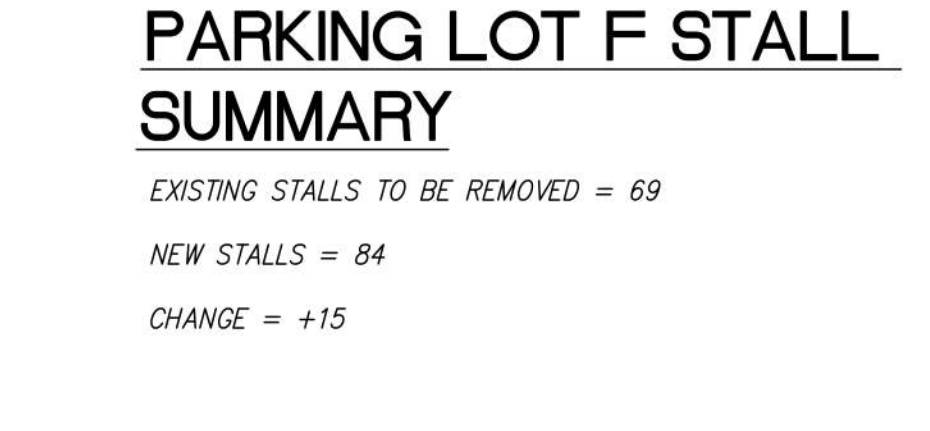 PARKING LOT F STALL
SUMMARY
EXISTING STALLS TO BE REMOVED = 69
NEW STALLS = 84
CHANGE = +15